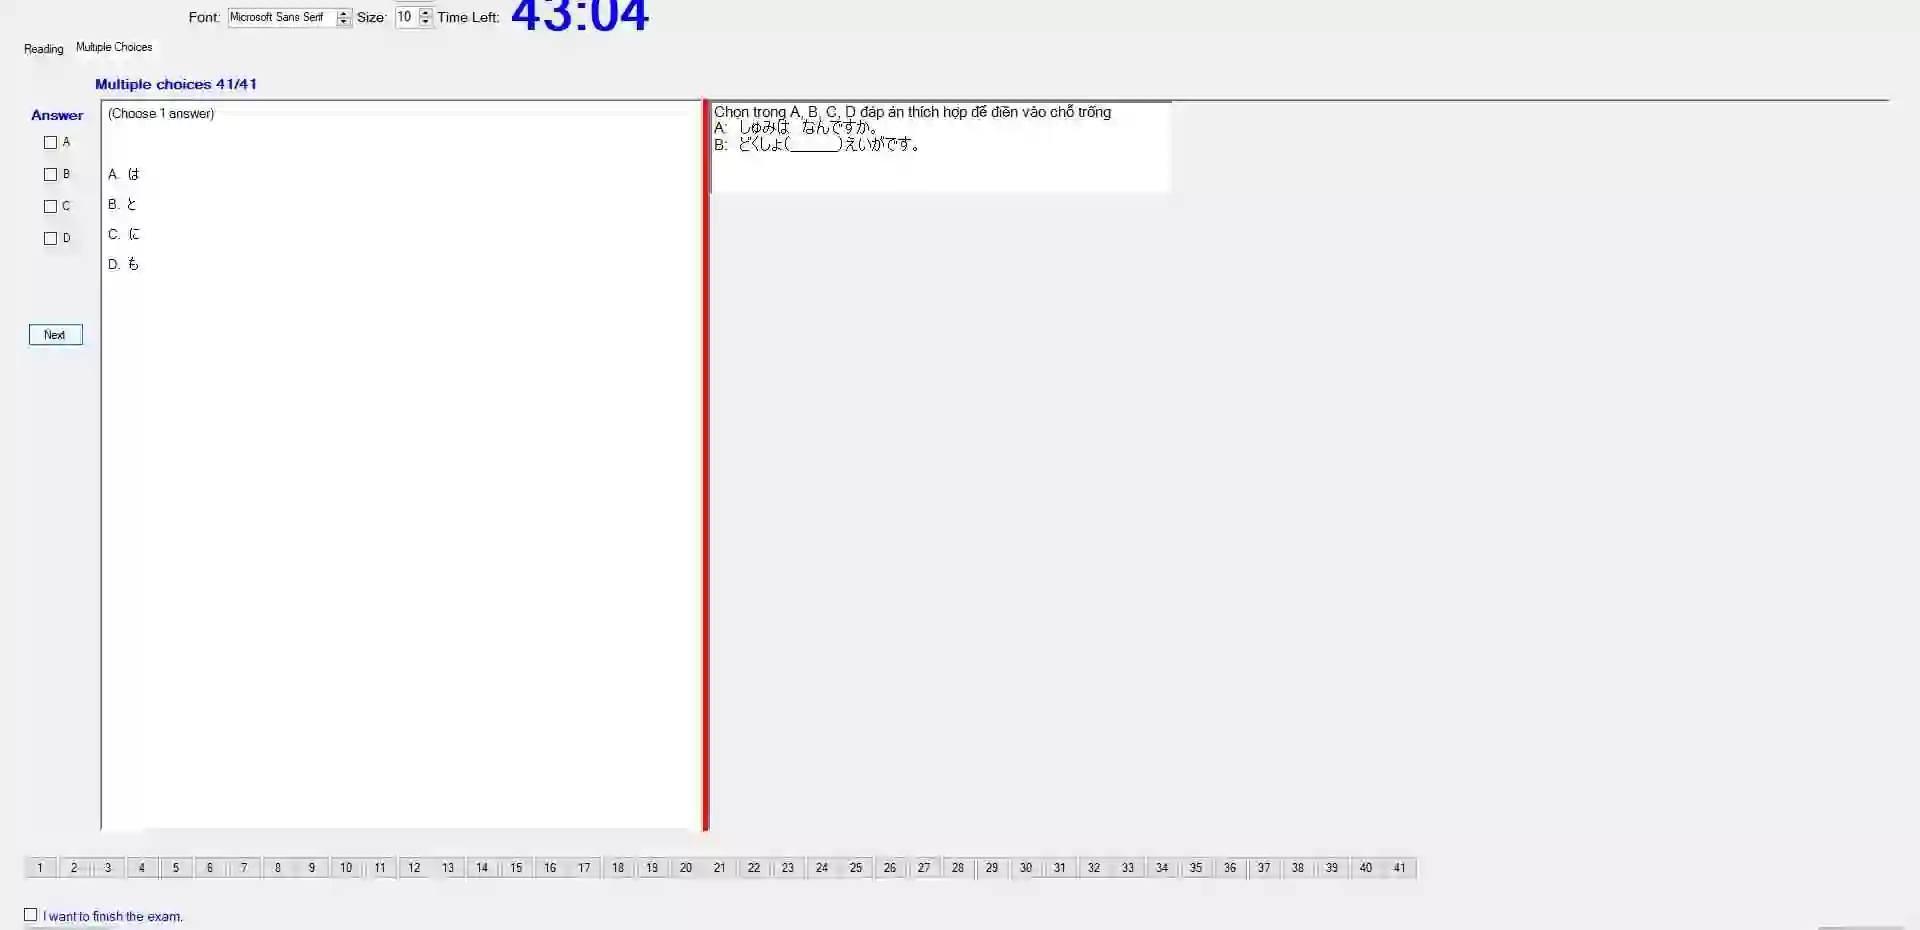 Font: Microsoft Sans Serif Size: 10 Time Left: 43:04
Reading Multiple Choices
Multiple choices 41/41
Answer
A
B
C
D
Next
(Choose 1 answer)
A. は
B. と
C. に
D. も
Chọn trong A, B, C, D đáp án thích hợp để điền vào chỗ trống
A: しゅみは なんですか。
B: どくしょ(______)えいがです。
1 2 3 4 5 6 7 8 9 10 11 12 13 14 15 16 17 18 19 20 21 22 23 24 25 26 27 28 29 30 31 32 33 34 35 36 37 38 39 40 41
I want to finish the exam.